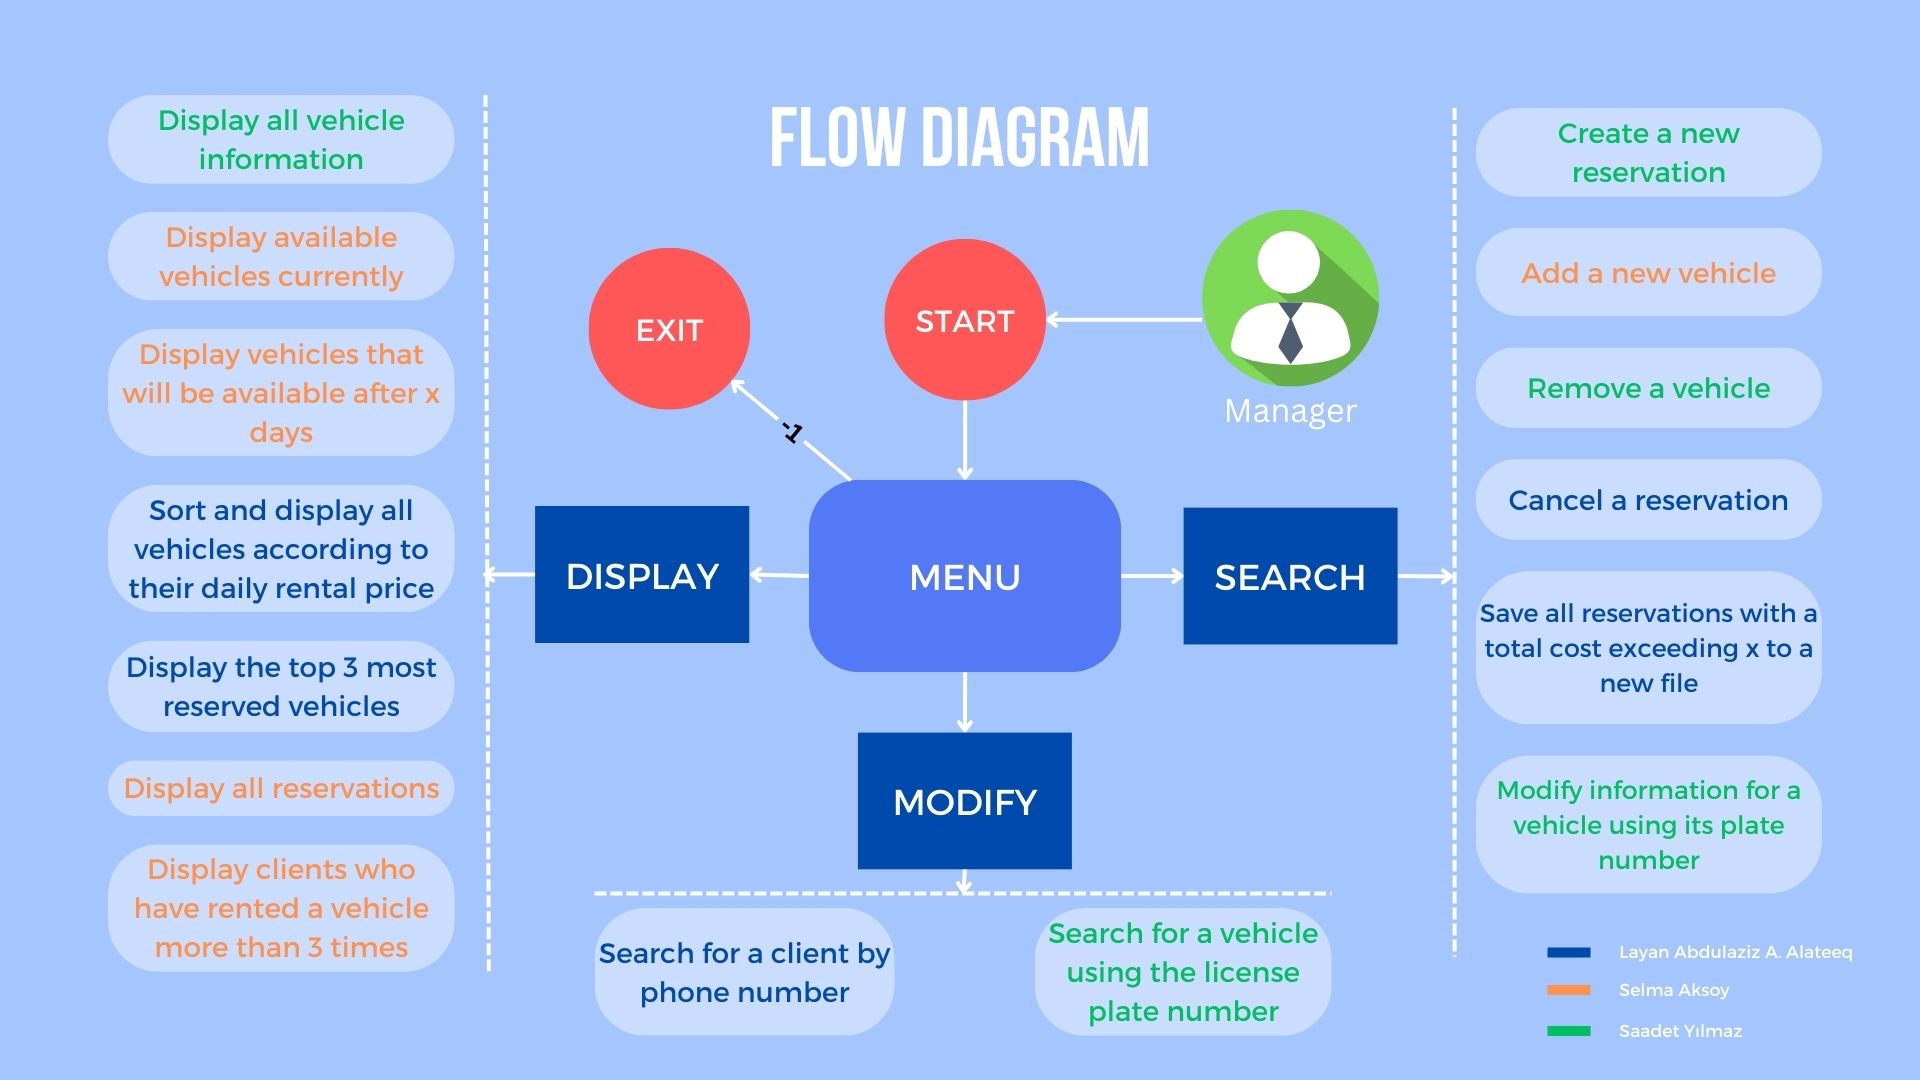 FLOW DIAGRAM
Display all vehicle
information
Display available
vehicles currently
Display vehicles that
will be available after x
days
Sort and display all
vehicles according to
their daily rental price
Display the top 3 most
reserved vehicles
Display all reservations
Display clients who
have rented a vehicle
more than 3 times
EXIT
START
Manager
-1
DISPLAY
MENU
SEARCH
MODIFY
Search for a client by
phone number
Search for a vehicle
using the license
plate number
Create a new
reservation
Add a new vehicle
Remove a vehicle
Cancel a reservation
Save all reservations with a
total cost exceeding x to a
new file
Modify information for a
vehicle using its plate
number
Layan Abdulaziz A. Alateeq
Selma Aksoy
Saadet Yılmaz